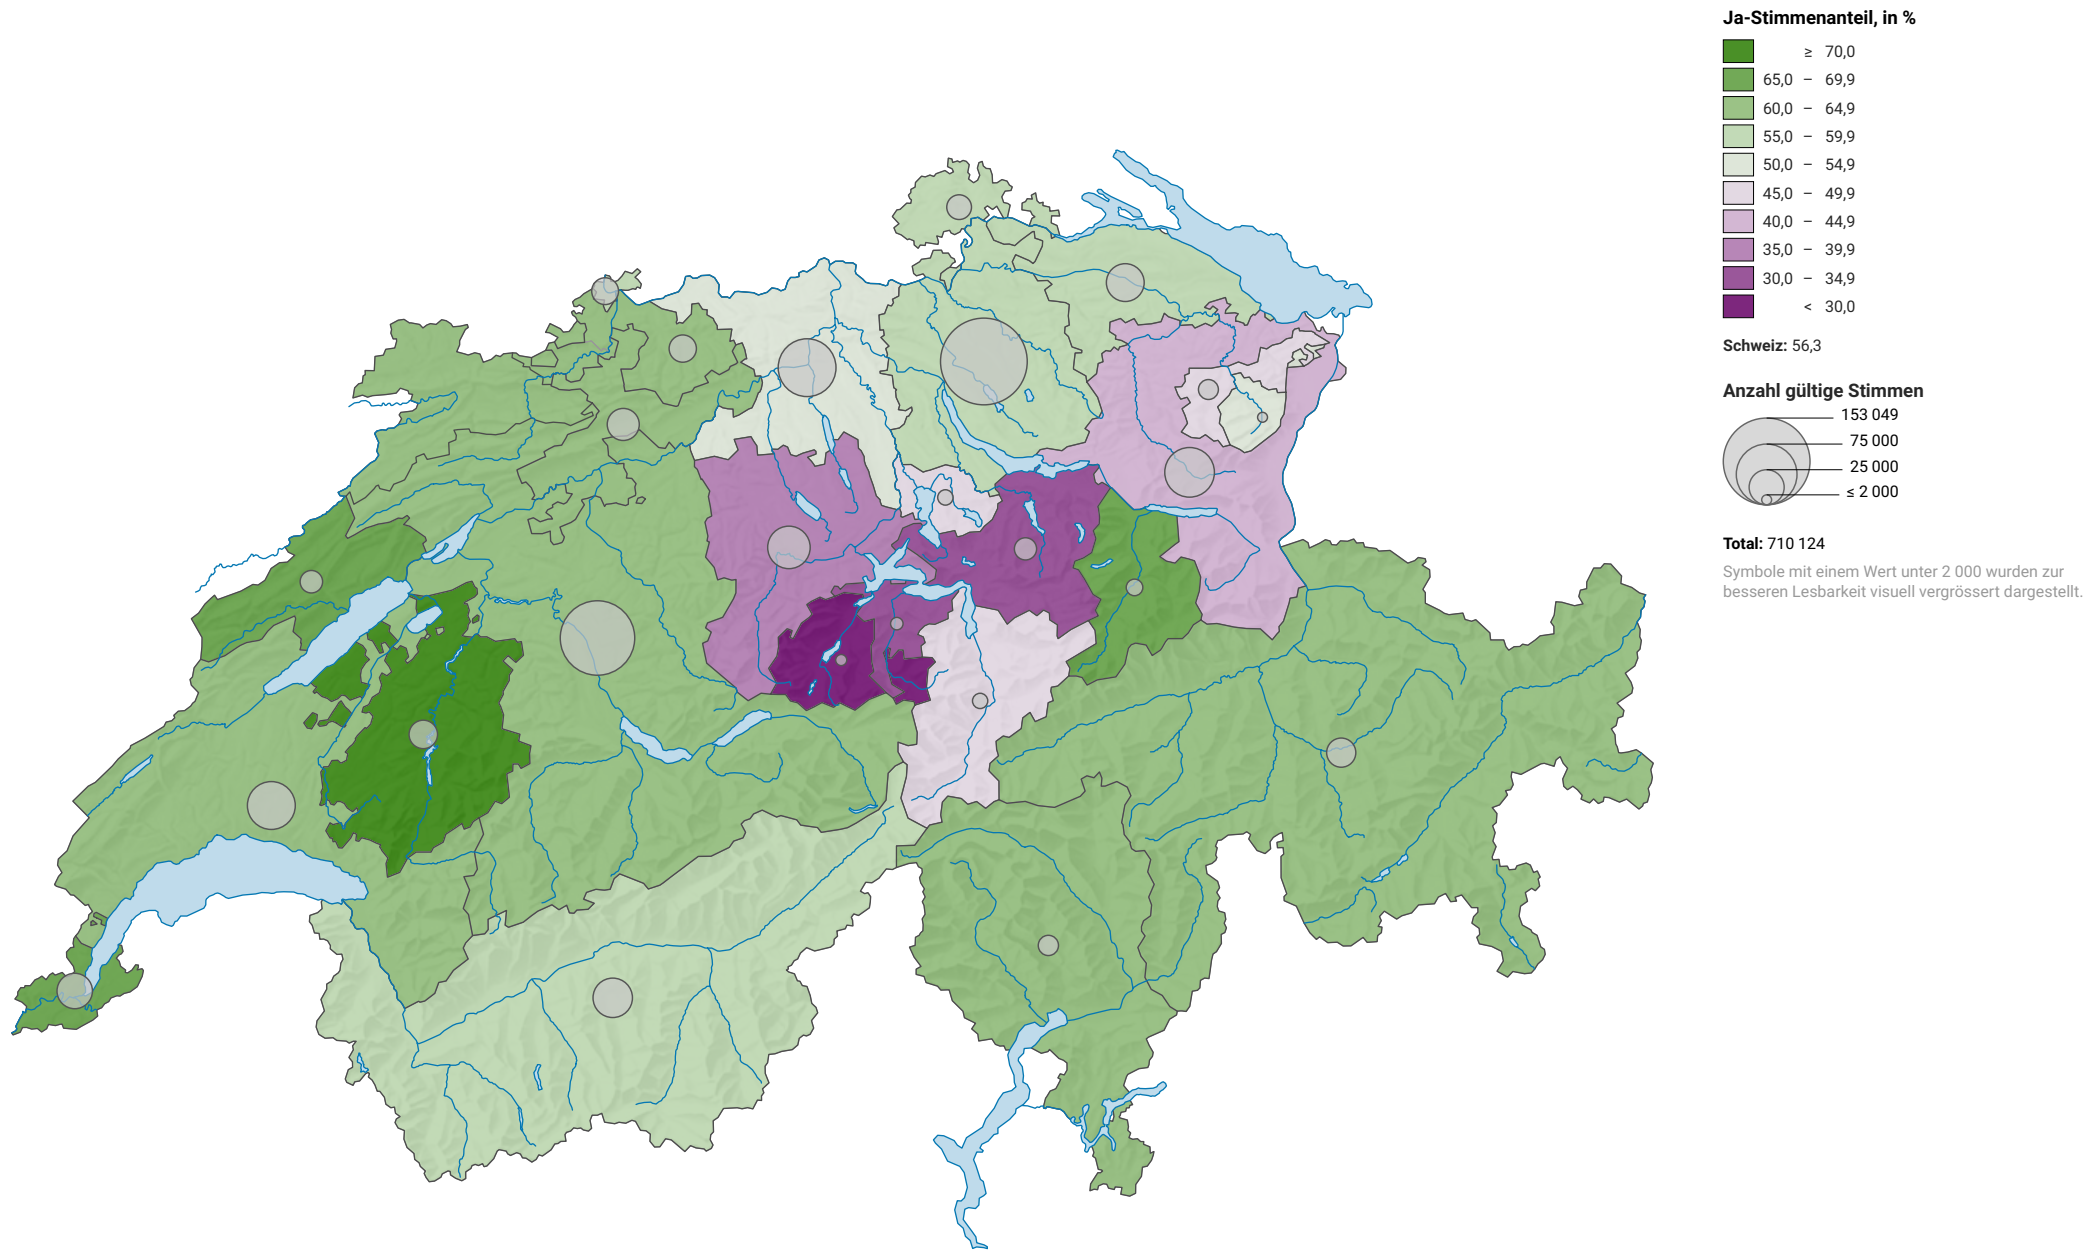 Ja-Stimmenanteil, in %
≥ 70,0
65,0 – 69,9
60,0 – 64,9
55,0 – 59,9
50,0 – 54,9
45,0 – 49,9
40,0 – 44,9
35,0 – 39,9
30,0 – 34,9
< 30,0
Schweiz: 56,3
Anzahl gültige Stimmen
153 049
75 000
25 000
≤ 2 000
Total: 710 124
Symbole mit einem Wert unter 2 000 wurden zur
besseren Lesbarkeit visuell vergrössert dargestellt.